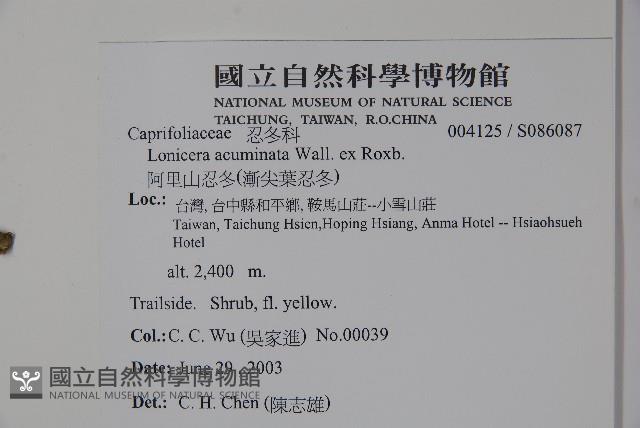 國立自然科學博物館
NATIONAL MUSEUM OF NATURAL SCIENCE
TAICHUNG, TAIWAN, R.O.CHINA
Caprifoliaceae 忍冬科 004125 / S086087
Lonicera acuminata Wall. ex Roxb.
阿里山忍冬(漸尖葉忍冬)
Loc.: 台灣, 台中縣和平鄉, 鞍馬山莊--小雪山莊
Taiwan, Taichung Hsien,Hoping Hsiang, Anma Hotel -- Hsiaohsueh
Hotel
alt. 2,400 m.
Trailside. Shrub, fl. yellow.
Col.: C. C. Wu (吳家進) No.00039
Date: June 29, 2003
國立自然科學博物館
NATIONAL MUSEUM OF NATURAL SCIENCE
Det.: C. H. Chen (陳志雄)